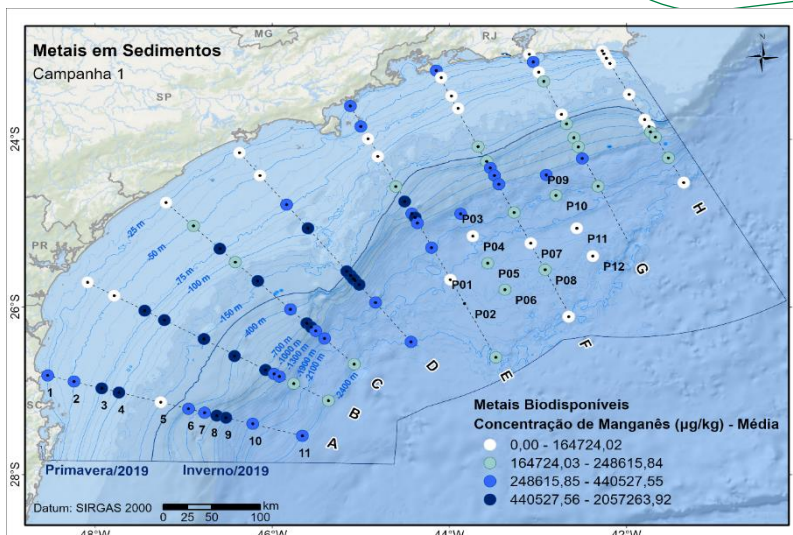 Metais em Sedimentos
Campanha 1
MG
RJ
SP
PR
SC
24°S
26°S
28°S
-25 m
-50 m
-75 m
-100 m
-150 m
-400 m
-700 m
-1000 m
-1300 m
-1900 m
-2100 m
-2400 m
P09
P10
P03
P04
P11
P07
P12
P05
P08
P01
P06
P02
H
G
F
E
D
C
B
A
1
2
3
4
5
6
7
8
9
10
11
Primavera/2019
Inverno/2019
Datum: SIRGAS 2000
km
0 25 50 100
Metais Biodisponíveis
Concentração de Manganês (µg/kg) - Média
0,00 - 164724,02
164724,03 - 248615,84
248615,85 - 440527,55
440527,56 - 2057263,92
48°W
46°W
44°W
42°W